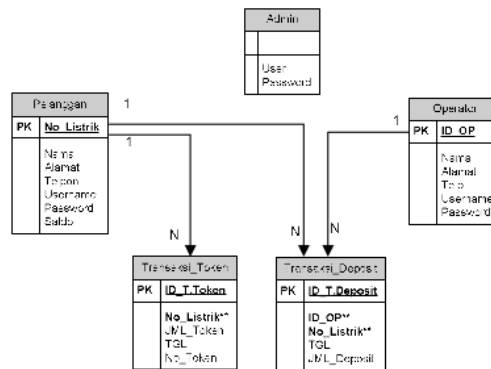 Admin
User
Password
Pelanggan
PK No_Listrik
Nama
Alamat
Telpon
Username
Password
Saldo
1
1
Operator
PK ID_OP
Nama
Alamat
Telp
Username
Password
1
N
N
N
Transaksi_Token
PK ID_T.Token
No_Listrik**
JML_Token
TGL
No_Token
Transaksi_Deposit
PK ID_T.Deposit
ID_OP**
No_Listrik**
TGL
JML_Deposit